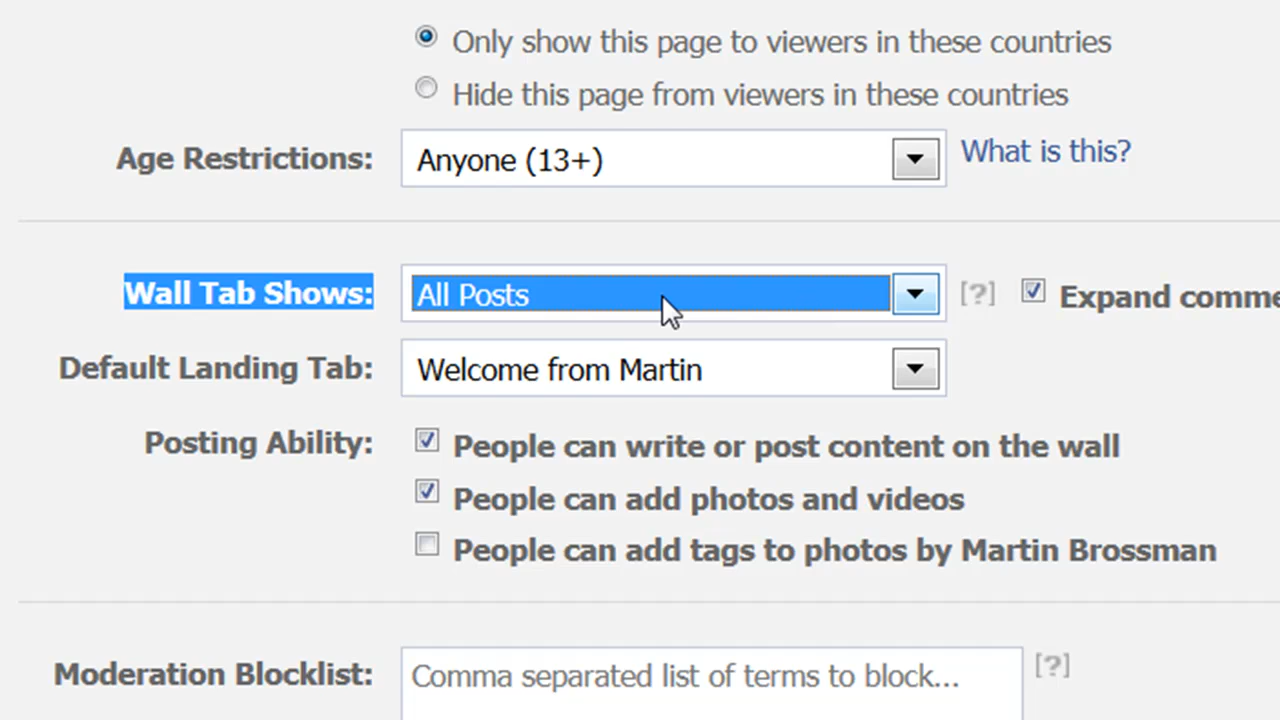 Only show this page to viewers in these countries
Hide this page from viewers in these countries
Age Restrictions: Anyone (13+) What is this?
Wall Tab Shows: All Posts [?] Expand comme
Default Landing Tab: Welcome from Martin
Posting Ability: People can write or post content on the wall
People can add photos and videos
People can add tags to photos by Martin Brossman
Moderation Blocklist: Comma separated list of terms to block... [?]